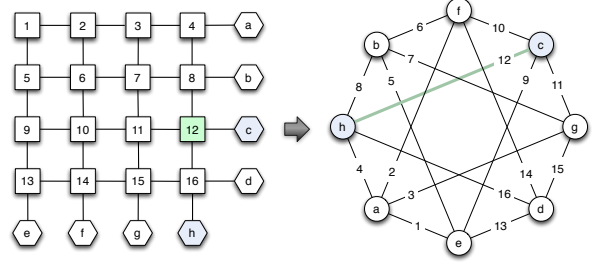 1 2 3 4 a
5 6 7 8 b
9 10 11 12 c
13 14 15 16 d
e f g h
f
6 10
b c
7 12
5 9
8 11
h g
4 2 14 15
3 16
a d
1 13
e